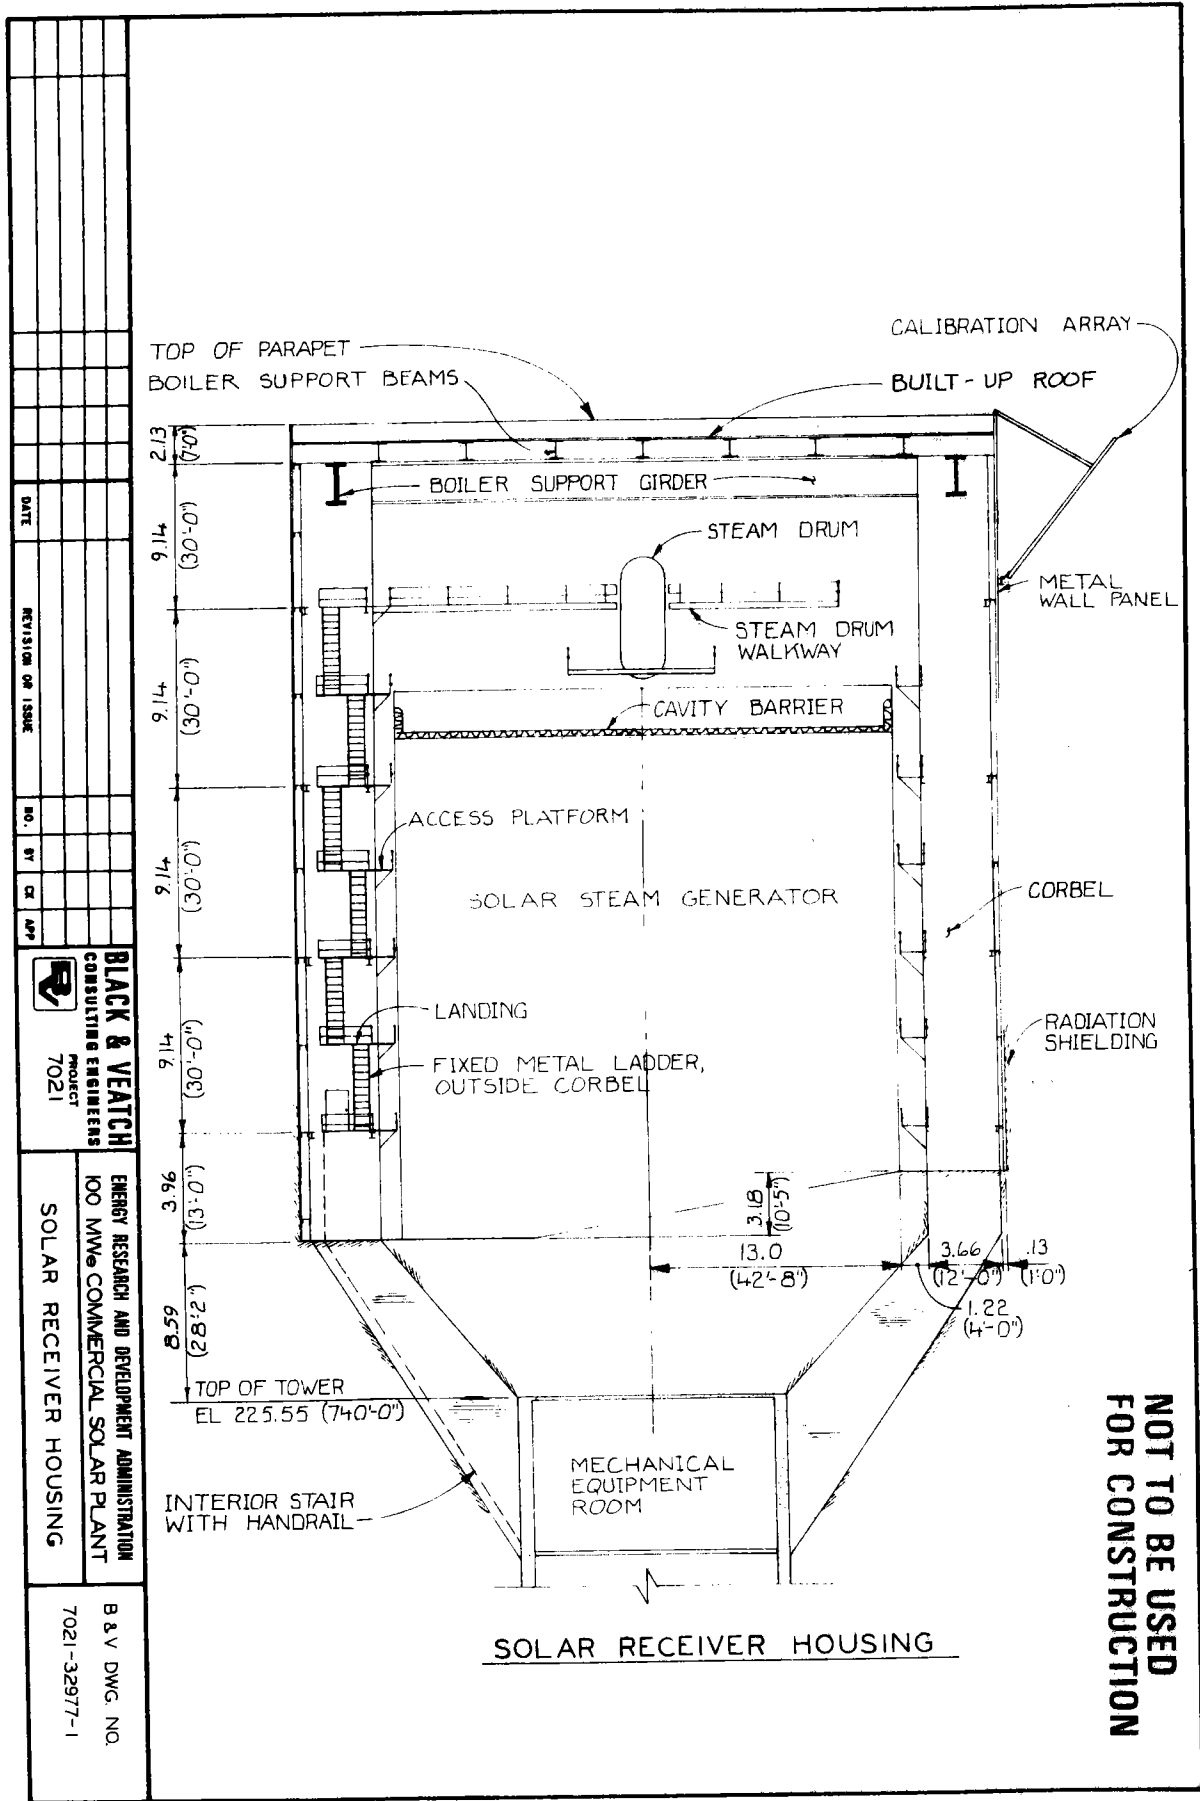 CALIBRATION ARRAY
TOP OF PARAPET
BOILER SUPPORT BEAMS
BUILT-UP ROOF
2.13
(7'-0")
BOILER SUPPORT GIRDER
9.14
(30'-0")
STEAM DRUM
METAL
WALL PANEL
STEAM DRUM
WALKWAY
9.14
(30'-0")
CAVITY BARRIER
ACCESS PLATFORM
9.14
(30'-0")
SOLAR STEAM GENERATOR
CORBEL
LANDING
9.14
(30'-0")
RADIATION
SHIELDING
FIXED METAL LADDER,
OUTSIDE CORBEL
3.96
(13'-0")
3.18
(10'-5")
13.0
(42'-8")
3.66
(12'-0")
.13
(1'0")
1.22
(4'-0")
8.59
(28'-2")
TOP OF TOWER
EL 225.55 (740'-0")
MECHANICAL
EQUIPMENT
ROOM
INTERIOR STAIR
WITH HANDRAIL
SOLAR RECEIVER HOUSING
NOT TO BE USED
FOR CONSTRUCTION
DATE
REVISION OR ISSUE
NO.
BY
CK
APP
BLACK & VEATCH
CONSULTING ENGINEERS
PROJECT
7021
BV
ENERGY RESEARCH AND DEVELOPMENT ADMINISTRATION
100 MWe COMMERCIAL SOLAR PLANT
SOLAR RECEIVER HOUSING
B & V DWG. NO.
7021-32977-1